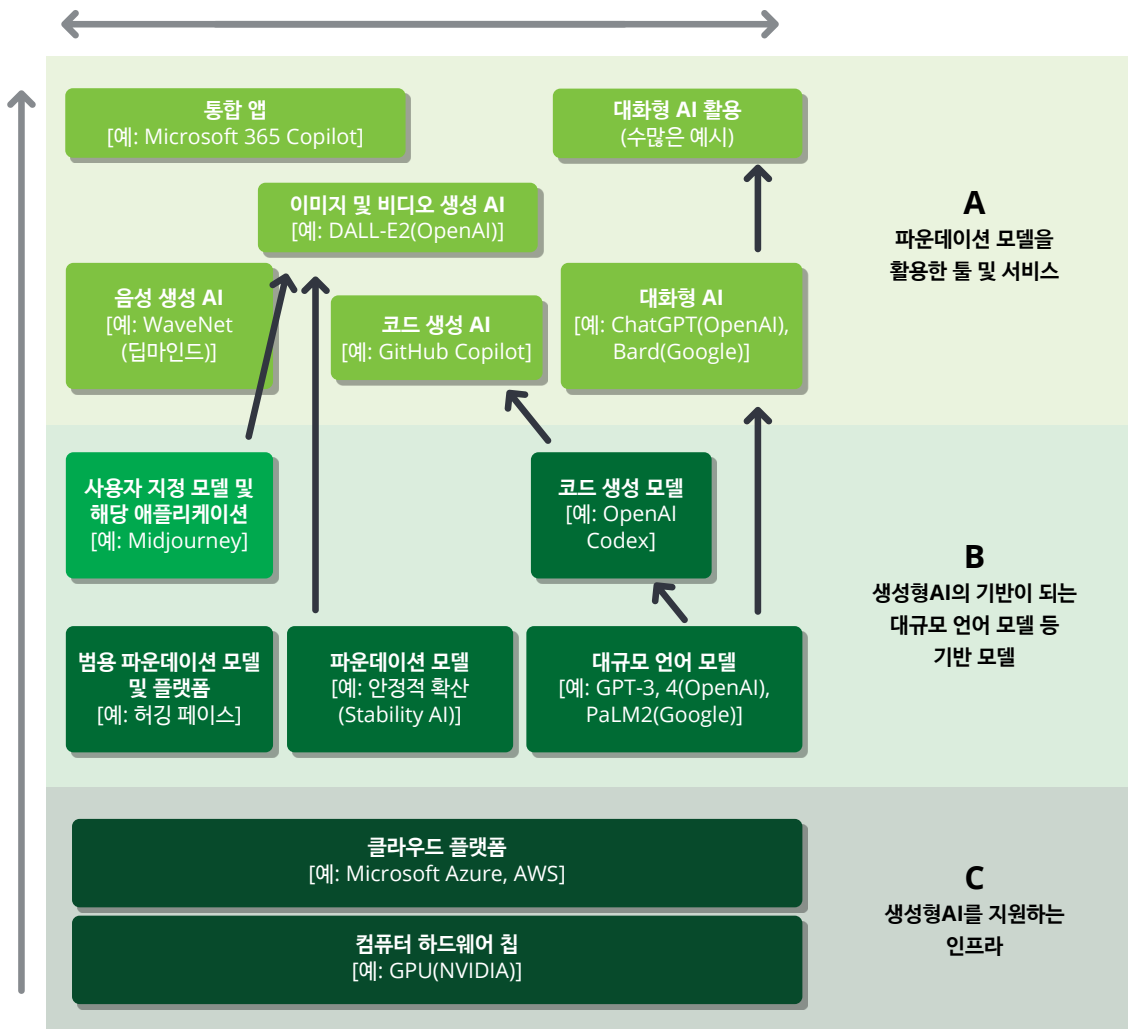 통합 앱
[예: Microsoft 365 Copilot]
대화형 AI 활용
(수많은 예시)
이미지 및 비디오 생성 AI
[예: DALL-E2(OpenAI)]
음성 생성 AI
[예: WaveNet
(딥마인드)]
코드 생성 AI
[예: GitHub Copilot]
대화형 AI
[예: ChatGPT(OpenAI),
Bard(Google)]
A
파운데이션 모델을
활용한 툴 및 서비스
사용자 지정 모델 및
해당 애플리케이션
[예: Midjourney]
코드 생성 모델
[예: OpenAI
Codex]
범용 파운데이션 모델
및 플랫폼
[예: 허깅 페이스]
파운데이션 모델
[예: 안정적 확산
(Stability AI)]
대규모 언어 모델
[예: GPT-3, 4(OpenAI),
PaLM2(Google)]
B
생성형AI의 기반이 되는
대규모 언어 모델 등
기반 모델
클라우드 플랫폼
[예: Microsoft Azure, AWS]
컴퓨터 하드웨어 칩
[예: GPU(NVIDIA)]
C
생성형AI를 지원하는
인프라